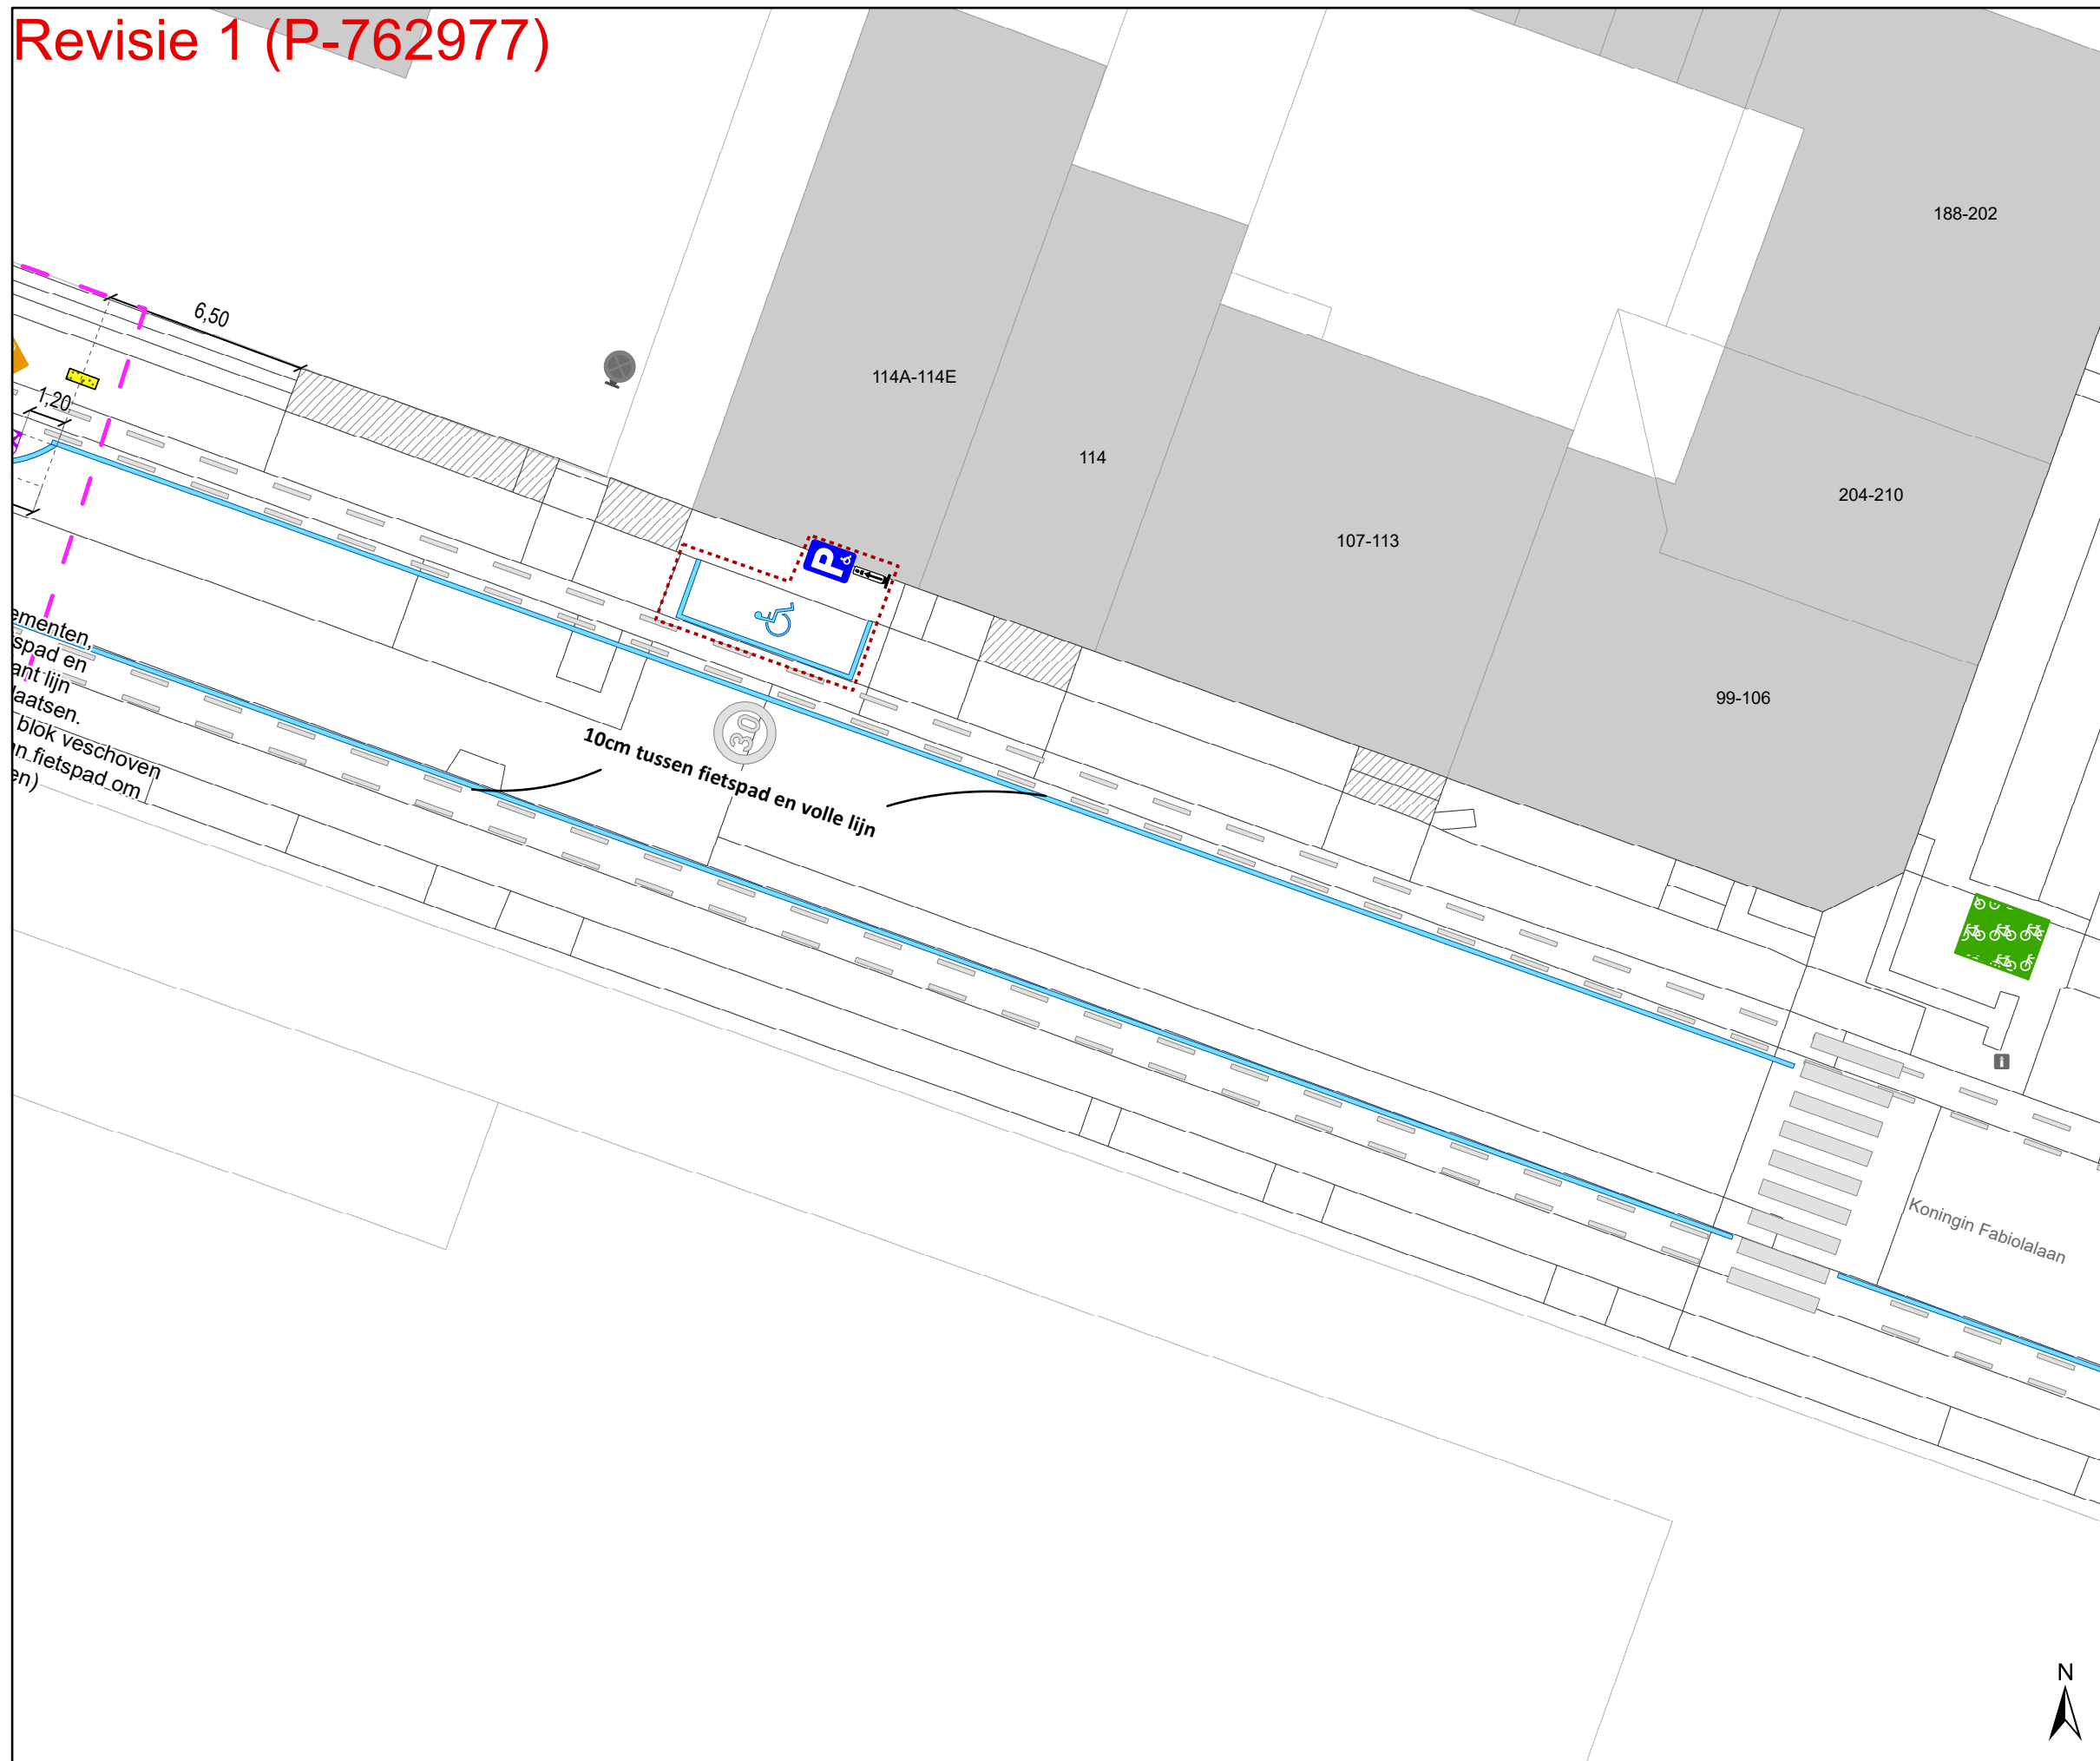 Revisie 1 (P-762977)
188-202
6,50
114A-114E
1,20
114
204-210
107-113
P
ementen,
spad en
ant lijn
laatsen.
blok veschoven
an fietspad om
en)
99-106
30
10cm tussen fietspad en volle lijn
Koningin Fabiolalaan
N